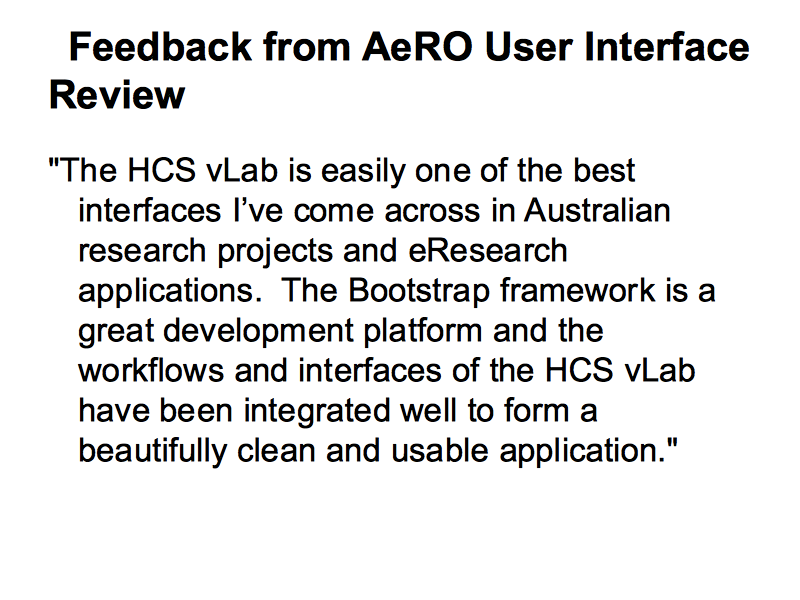 Feedback from AeRO User Interface
Review
"The HCS vLab is easily one of the best
interfaces I’ve come across in Australian
research projects and eResearch
applications.  The Bootstrap framework is a
great development platform and the
workflows and interfaces of the HCS vLab
have been integrated well to form a
beautifully clean and usable application."